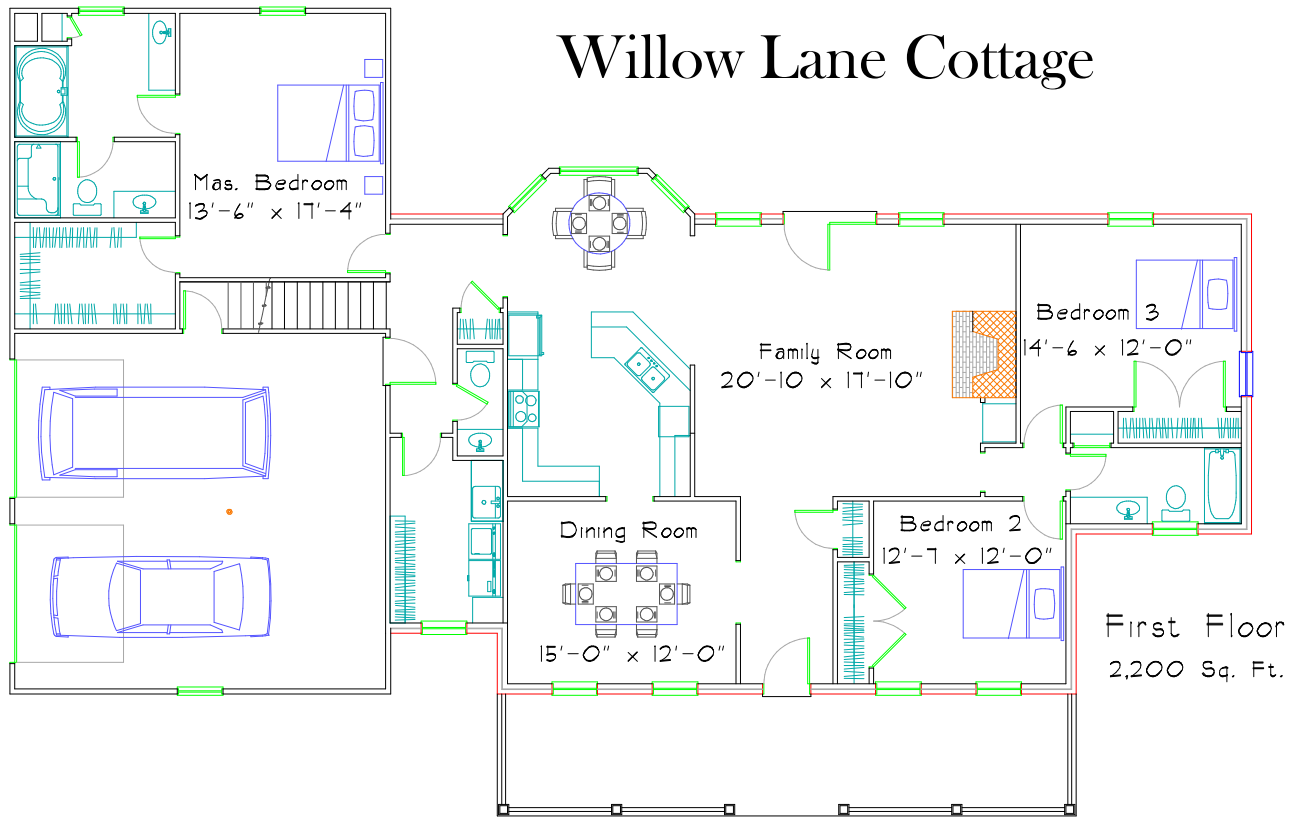 Willow Lane Cottage
Mas. Bedroom
13'-6" x 17'-4"
Bedroom 3
14'-6 x 12'-0"
Family Room
20'-10 x 17'-10"
Dining Room
15'-0" x 12'-0"
Bedroom 2
12'-7 x 12'-0"
First Floor
2,200 Sq. Ft.